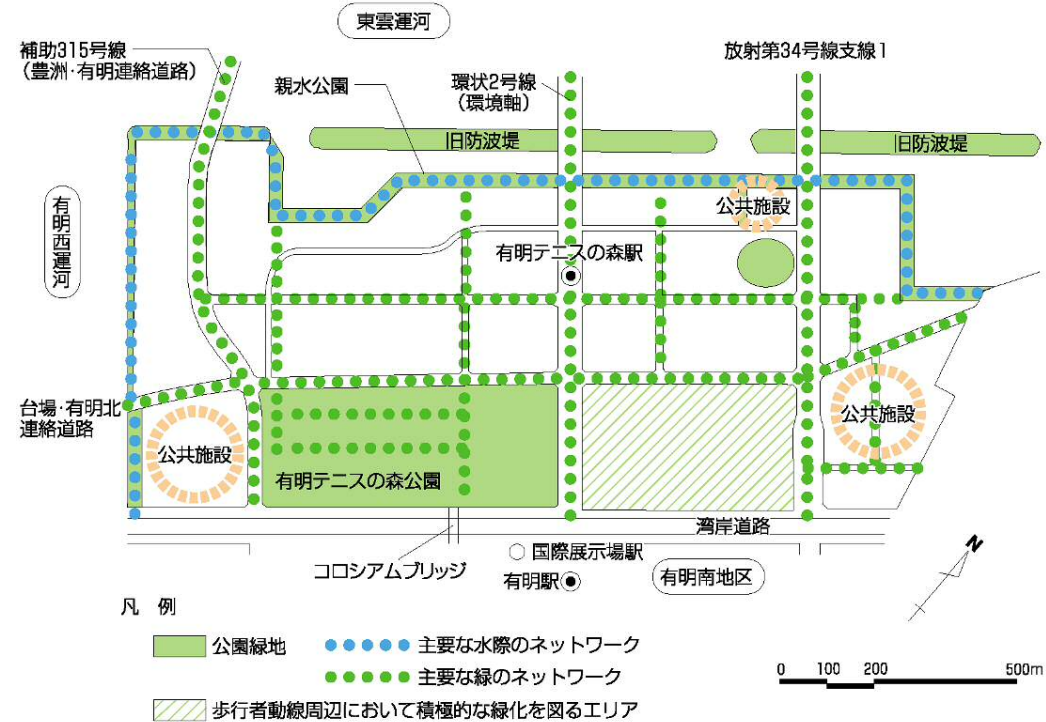 東雲運河
補助315号線
(豊洲・有明連絡道路)
親水公園
環状2号線
(環境軸)
放射第34号線支線1
旧防波堤
旧防波堤
有明西運河
公共施設
有明テニスの森駅
台場・有明北
連絡道路
公共施設
公共施設
有明テニスの森公園
湾岸道路
コロシアムブリッジ
国際展示場駅
有明駅
有明南地区
N
凡 例
公園緑地
主要な水際のネットワーク
主要な緑のネットワーク
歩行者動線周辺において積極的な緑化を図るエリア
0 100 200 500m